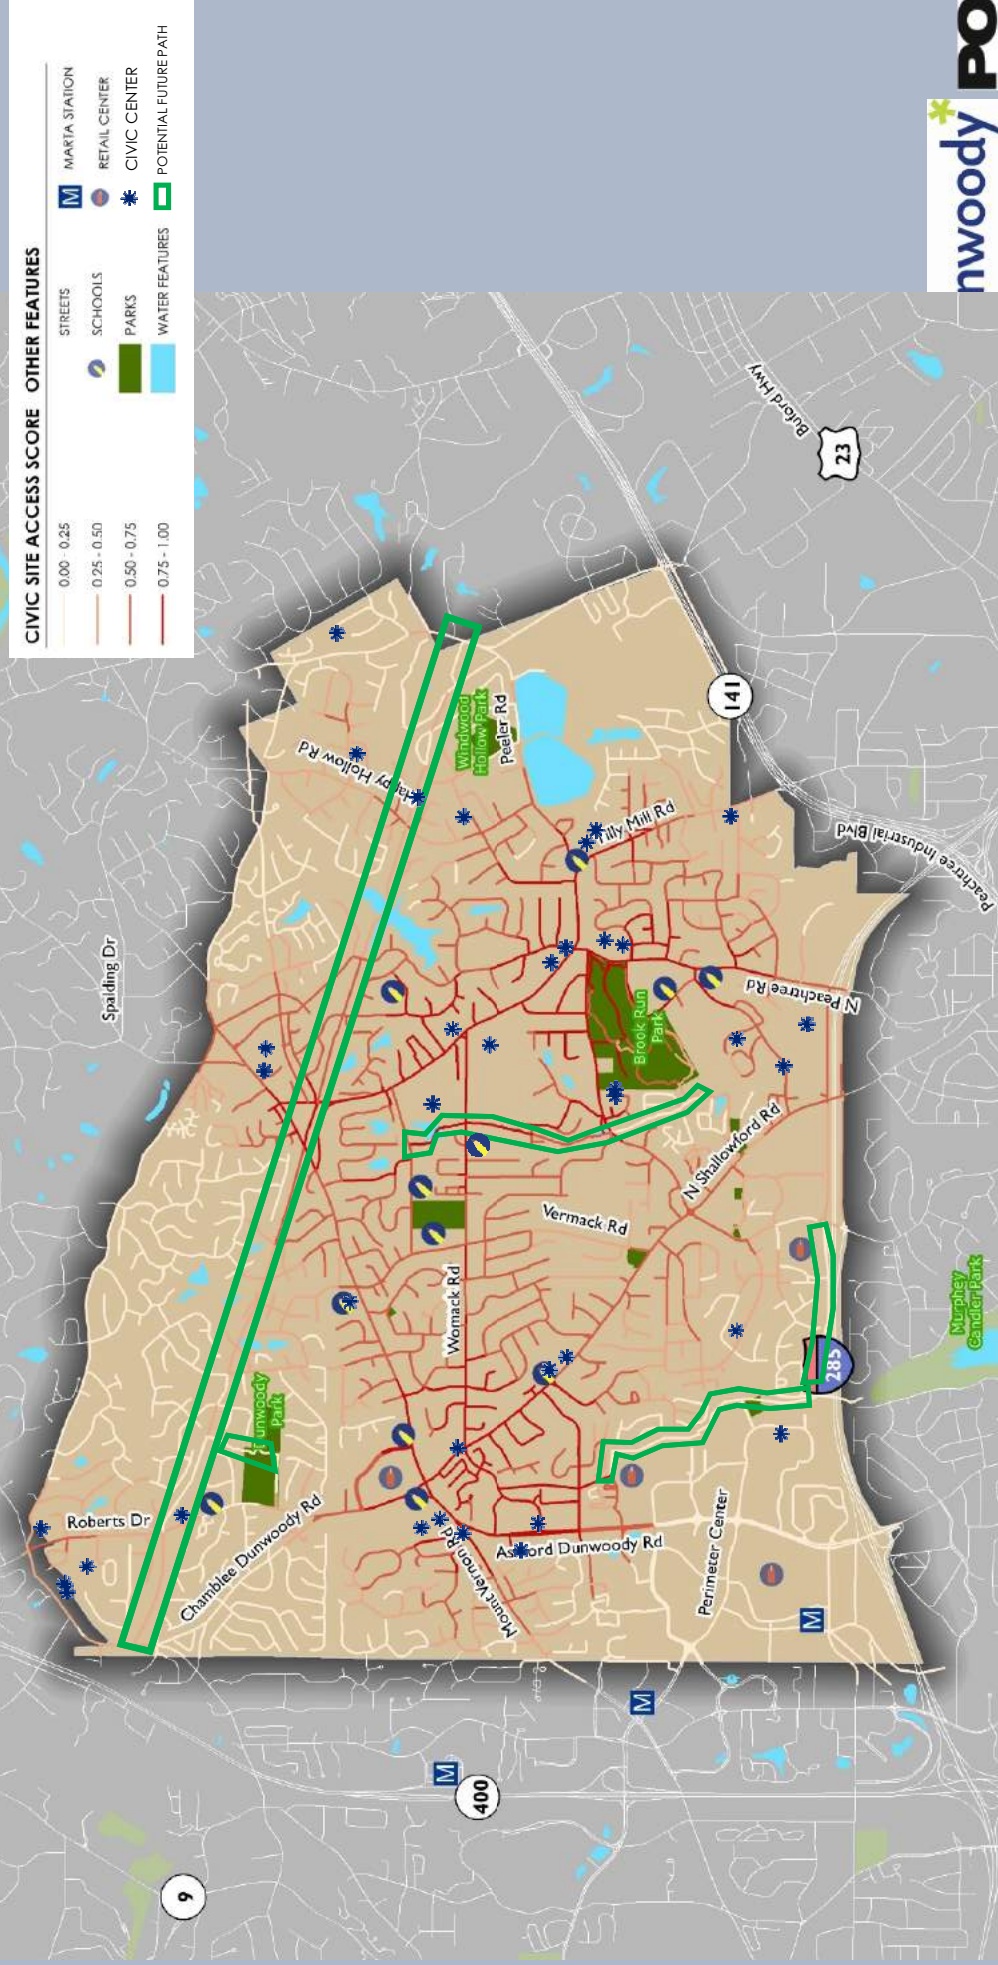 CIVIC SITE ACCESS SCORE
0.00 - 0.25
0.25 - 0.50
0.50 - 0.75
0.75 - 1.00
OTHER FEATURES
STREETS
SCHOOLS
PARKS
WATER FEATURES
M MARTA STATION
RETAIL CENTER
CIVIC CENTER
POTENTIAL FUTURE PATH
nwoody
PO
9
400
M
M
M
Roberts Dr
Chamblee Dunwoody Rd
Dunwoody
Park
Mount Vernon Rd
Ashford Dunwoody Rd
Perimeter Center
Womack Rd
Vermack Rd
N Shallowford Rd
285
Murphey
Candler Park
Spalding Dr
Brook Run
Park
N Peachtree Rd
Peachtree Industrial Blvd
Tilly Mill Rd
Happy Hollow Rd
Windwood
Hollow Park
Peeler Rd
141
Buford Hwy
23